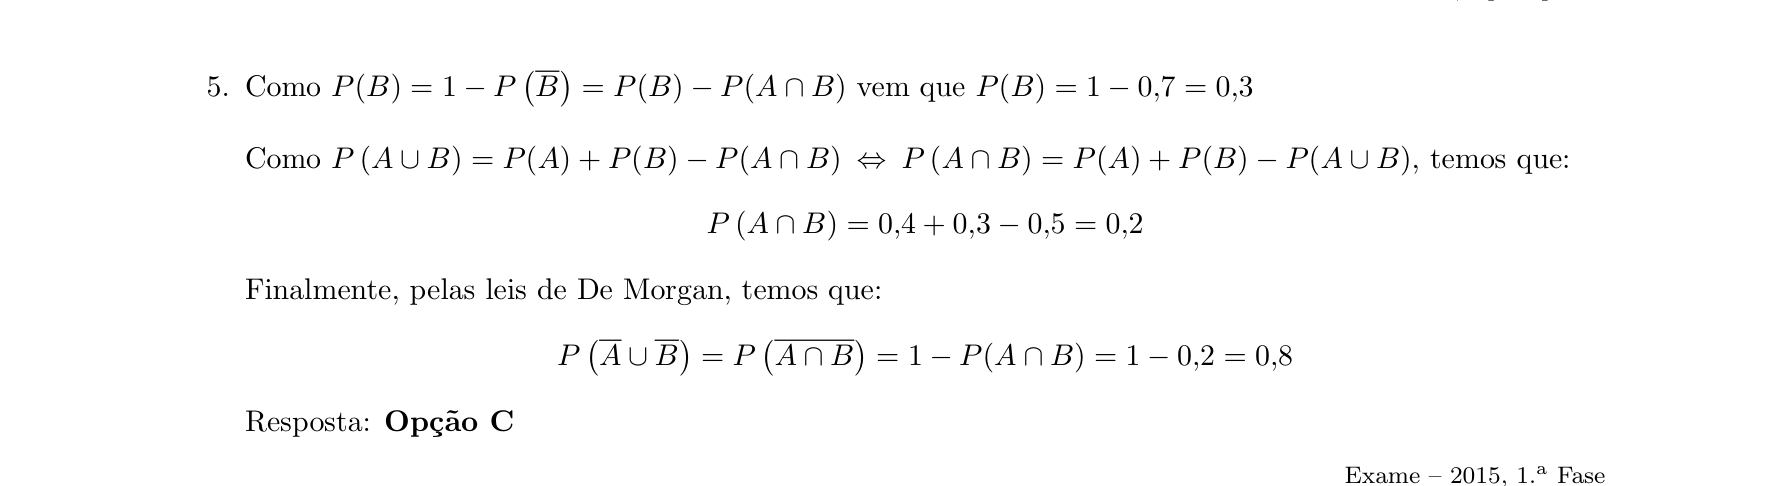 5. Como P(B) = 1 − P(B̅) = P(B) − P(A ∩ B) vem que P(B) = 1 − 0,7 = 0,3
Como P(A ∪ B) = P(A) + P(B) − P(A ∩ B) ⇔ P(A ∩ B) = P(A) + P(B) − P(A ∪ B), temos que:
P(A ∩ B) = 0,4 + 0,3 − 0,5 = 0,2
Finalmente, pelas leis de De Morgan, temos que:
P(A̅ ∪ B̅) = P(A̅ ∩̅ B̅) = 1 − P(A ∩ B) = 1 − 0,2 = 0,8
Resposta: Opção C
Exame – 2015, 1.ª Fase